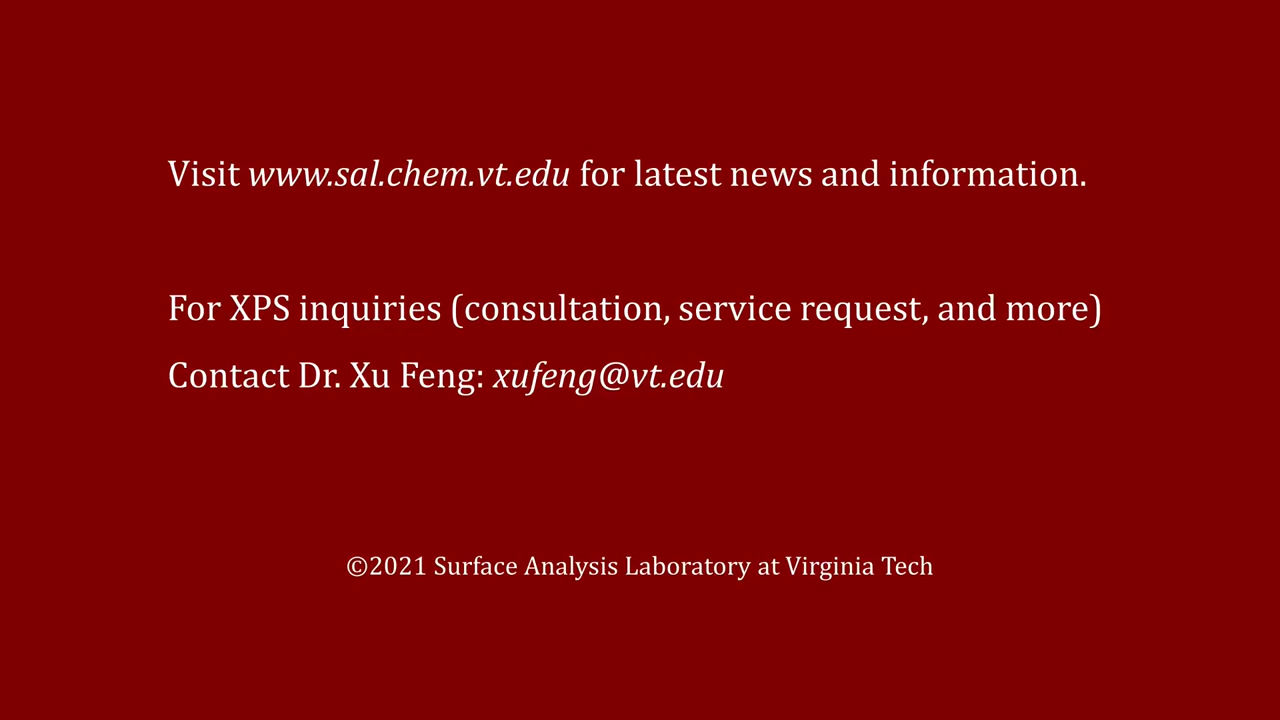 Visit www.sal.chem.vt.edu for latest news and information.
For XPS inquiries (consultation, service request, and more)
Contact Dr. Xu Feng: xufeng@vt.edu
©2021 Surface Analysis Laboratory at Virginia Tech